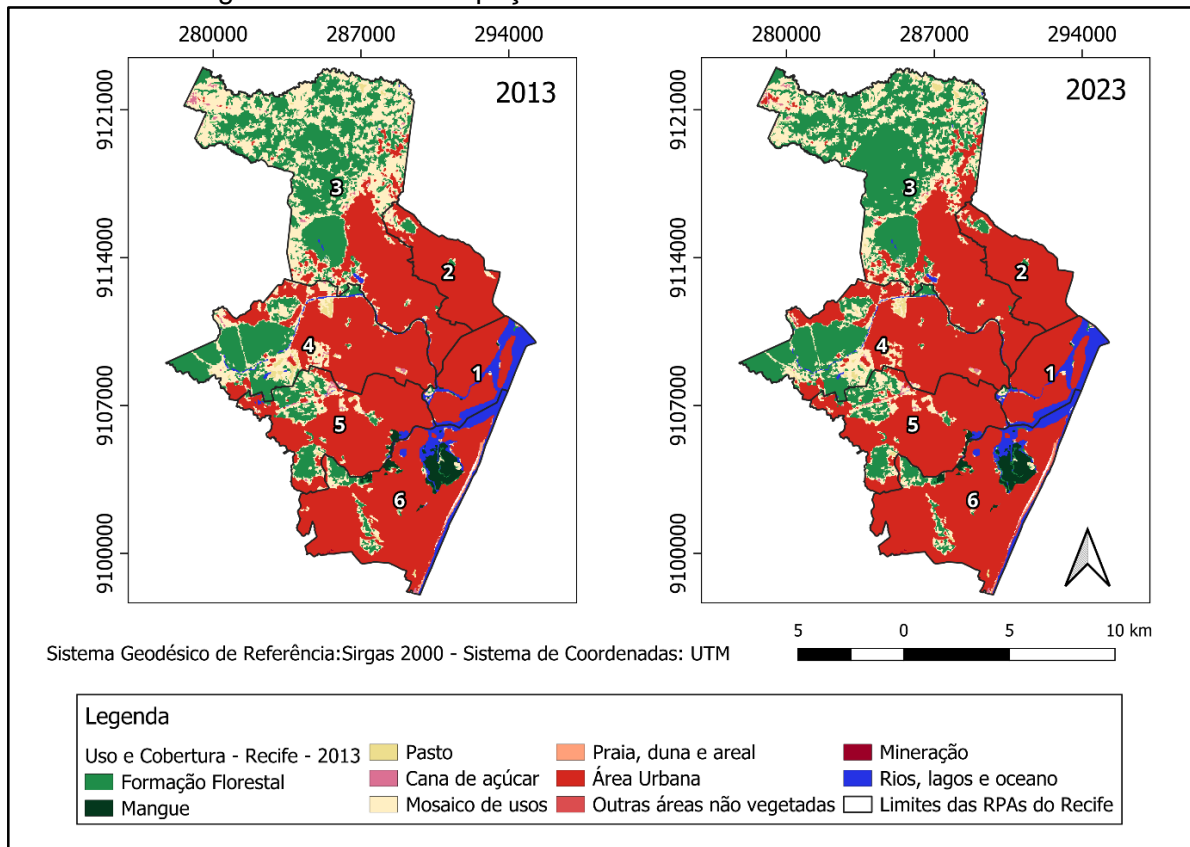 280000 287000 294000
280000 287000 294000
2013
2023
9121000
9114000
9107000
9100000
9121000
9114000
9107000
9100000
3
2
4
1
5
6
3
2
4
1
5
6
5 0 5 10 km
Sistema Geodésico de Referência:Sirgas 2000 - Sistema de Coordenadas: UTM
Legenda
Uso e Cobertura - Recife - 2013
Formação Florestal
Mangue
Pasto
Cana de açúcar
Mosaico de usos
Praia, duna e areal
Área Urbana
Outras áreas não vegetadas
Mineração
Rios, lagos e oceano
Limites das RPAs do Recife